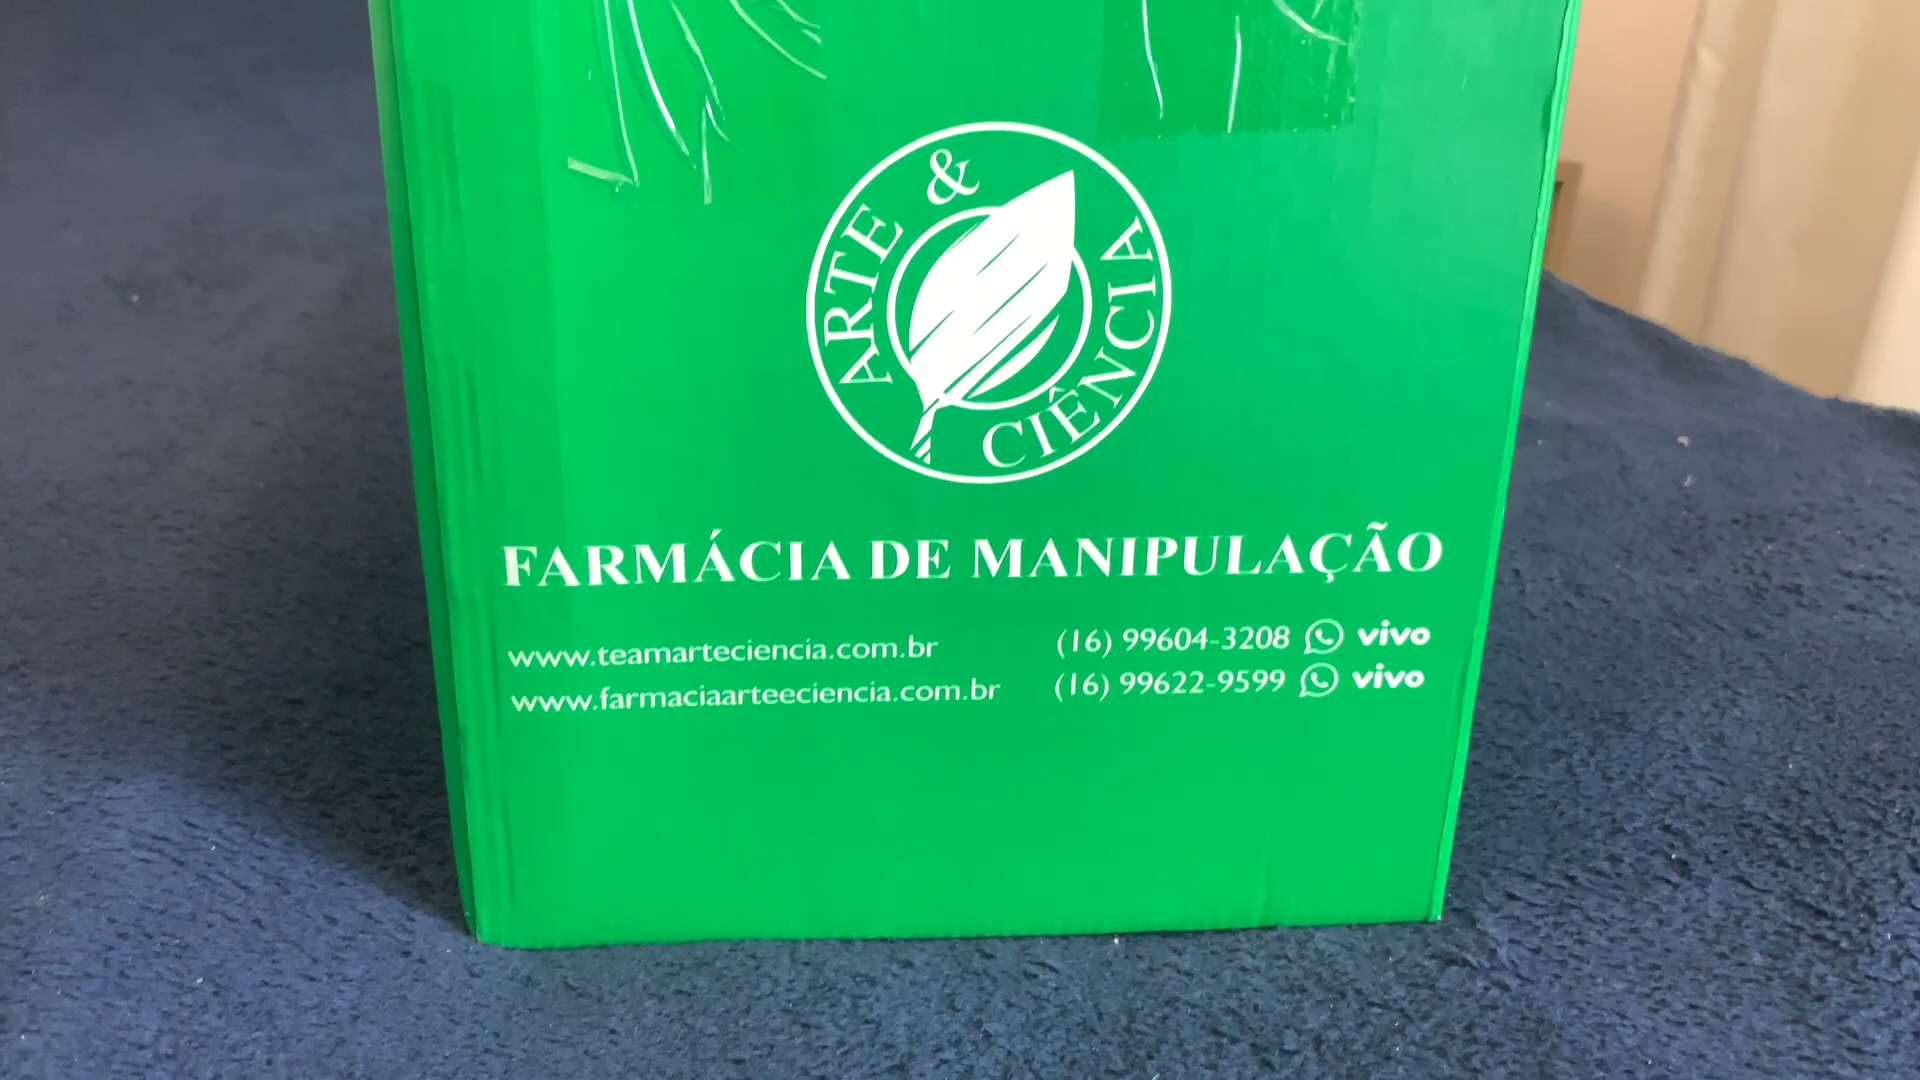 ARTE & CIÊNCIA
FARMÁCIA DE MANIPULAÇÃO
www.teamarteciencia.com.br
www.farmaciaarteeciencia.com.br
(16) 99604-3208 vivo
(16) 99622-9599 vivo